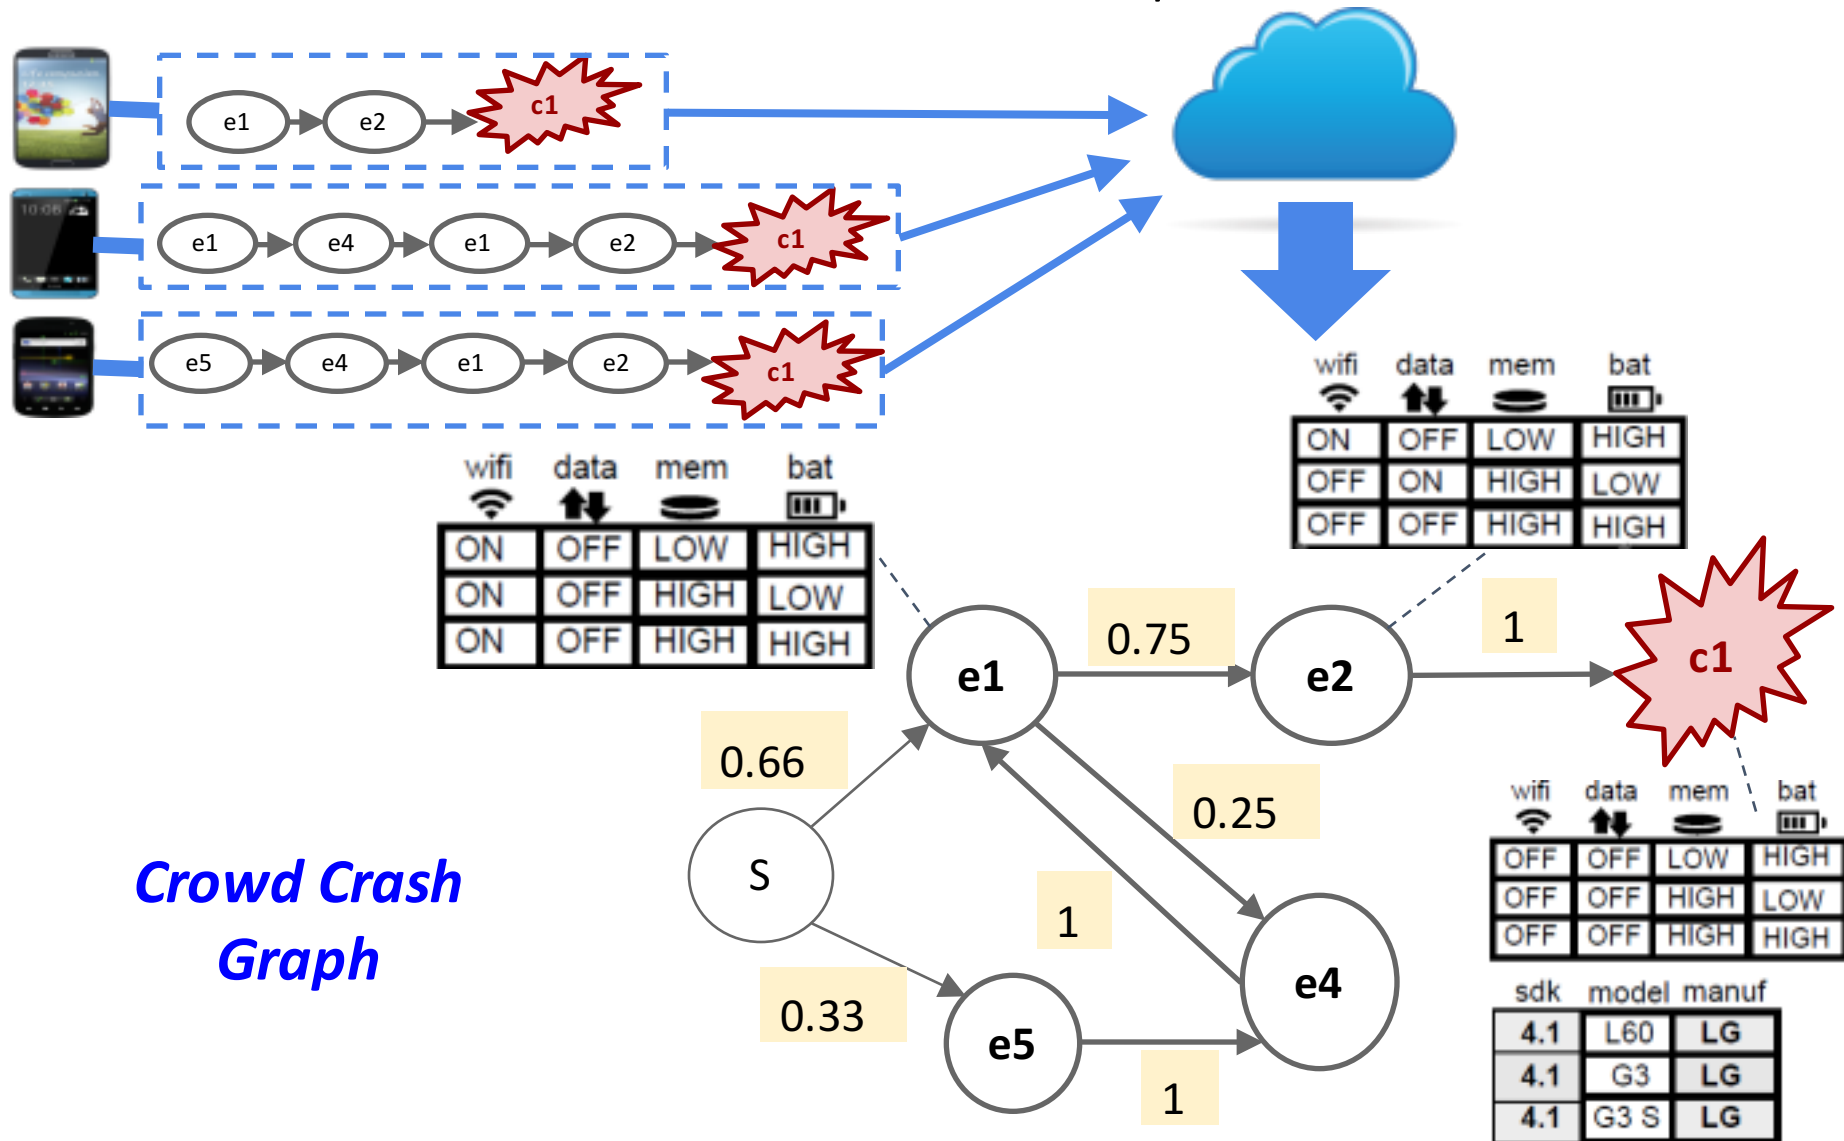 e1 e2 c1
10:08
e1 e4 e1 e2 c1
e5 e4 e1 e2 c1
wifi data mem bat
ON OFF LOW HIGH
OFF ON HIGH LOW
OFF OFF HIGH HIGH
wifi data mem bat
ON OFF LOW HIGH
ON OFF HIGH LOW
ON OFF HIGH HIGH
e1 0.75 e2 1 c1
0.66
0.25
S
1
e4
0.33
e5
1
Crowd Crash
Graph
wifi data mem bat
OFF OFF LOW HIGH
OFF OFF HIGH LOW
OFF OFF HIGH HIGH
sdk model manuf
4.1 L60 LG
4.1 G3 LG
4.1 G3 S LG